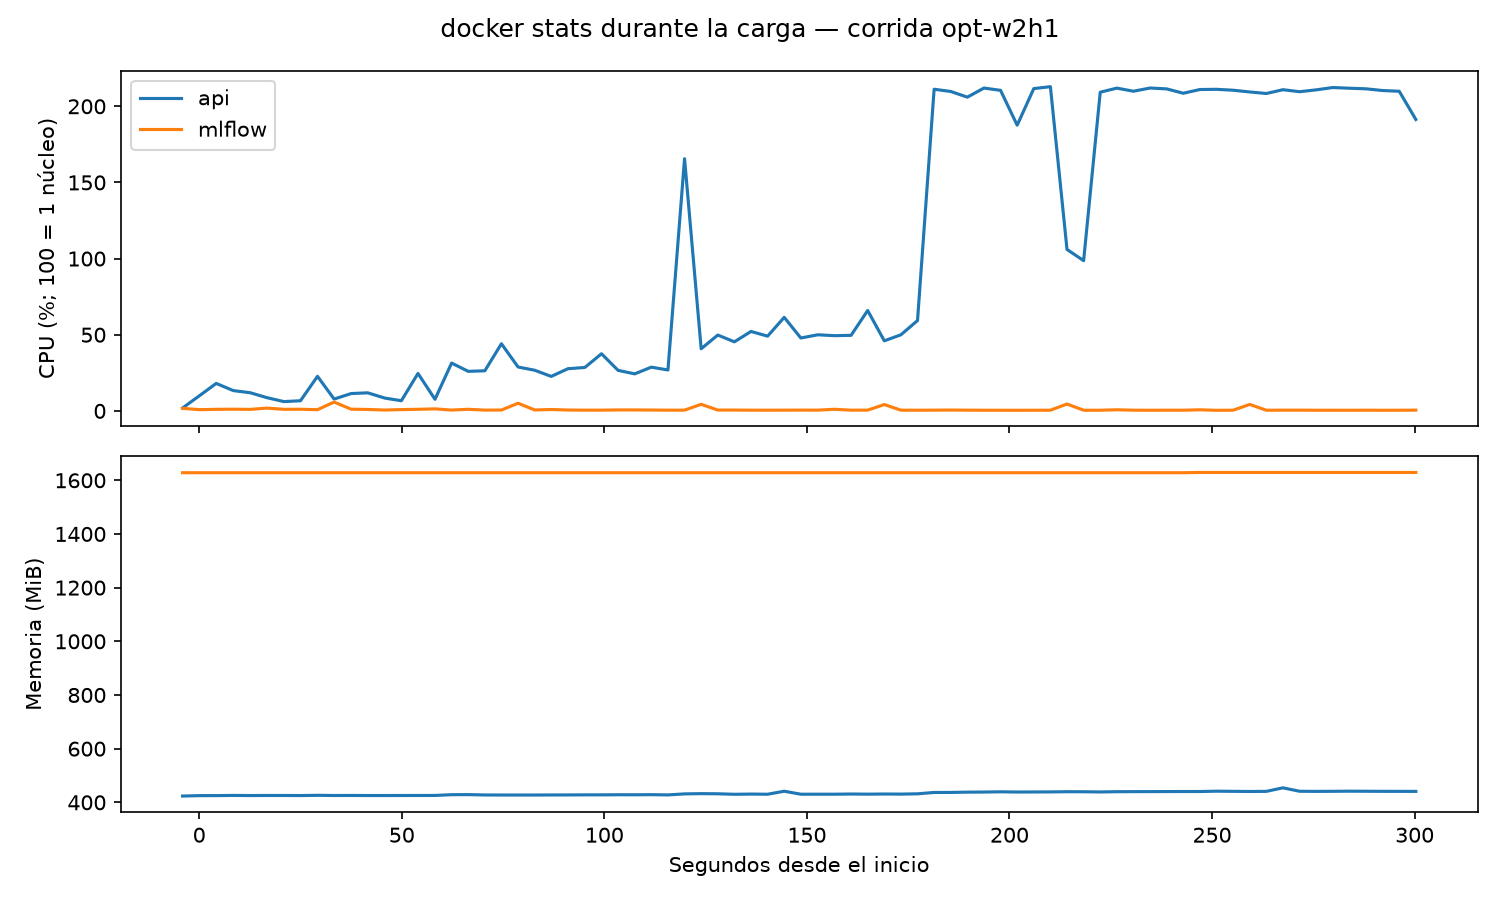 docker stats durante la carga — corrida opt-w2h1
api
mlflow
CPU (%; 100 = 1 núcleo)
200
150
100
50
0
Memoria (MiB)
1600
1400
1200
1000
800
600
400
0 50 100 150 200 250 300
Segundos desde el inicio